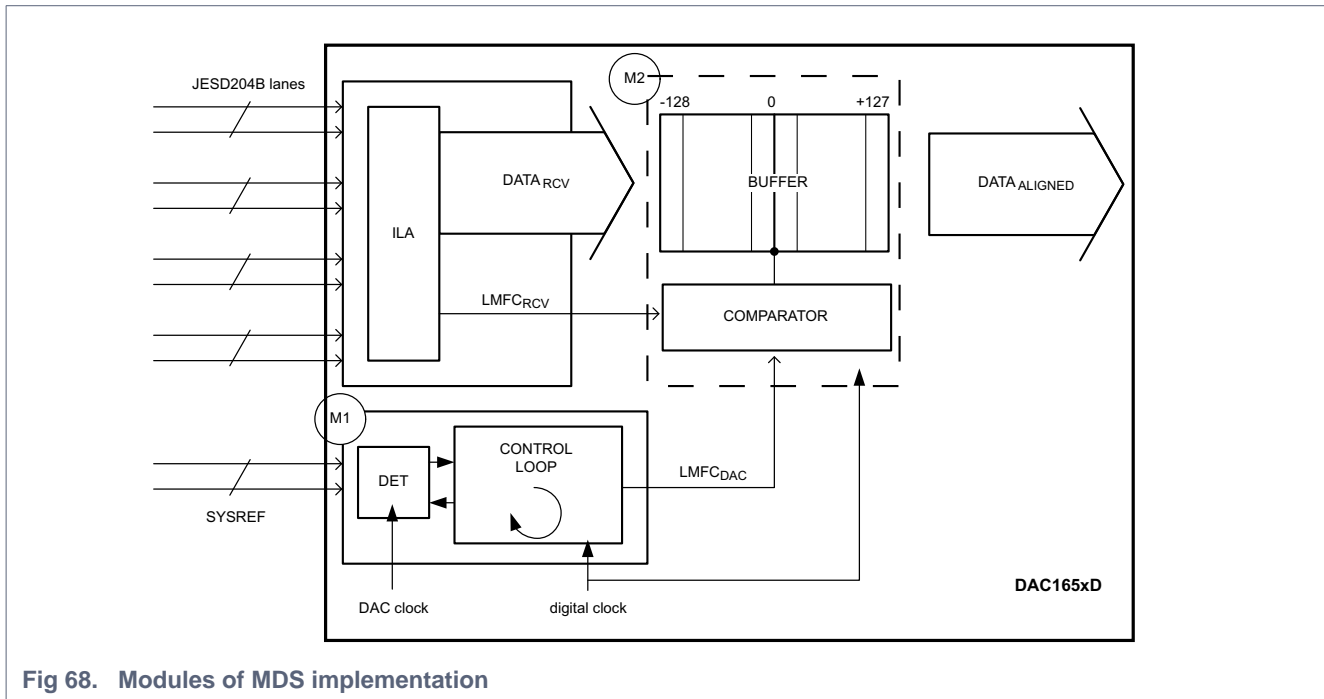 JESD204B lanes
ILA
DATA RCV
M2
-128 0 +127
BUFFER
DATA ALIGNED
LMFC RCV
COMPARATOR
M1
SYSREF
DET
CONTROL
LOOP
LMFC DAC
DAC clock
digital clock
DAC165xD
Fig 68. Modules of MDS implementation